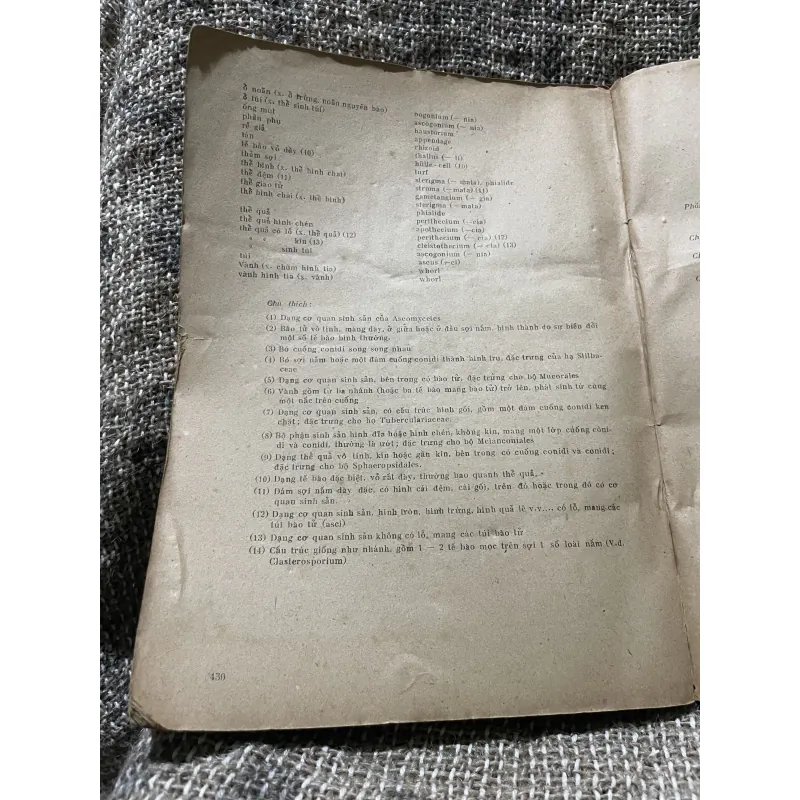 ổ noãn (x. ổ trứng, noãn nguyên bào) oogonium (— nia)
ổ túi (x. thể sinh túi) ascogonium (— nia)
ống mút haustorium
phần phụ appendage
rễ giả rhizoid
tản thallus (— li)
tế bào vỏ dày (10) hülle-cell (10)
thảm sợi turf
thể bình (x. thể hình chai) sterigma (— mata), phialide
thể đệm (11) stroma (— mata) (11)
thể giao tử gametangium (— gia)
thể hình chai (x. thể bình) sterigma (— mata)
phialide
thể quả perithecium (—cia)
thể quả hình chén apothecium (—cia)
thể quả có lỗ (x. thể quả) (12) perithecium (— cia) (12)
" " kín (13) cleistothecium (— cia) (13)
" sinh túi ascogonium (— nia)
túi ascus (—ci)
Vành (x. chùm hình tia) whorl
vành hình tia (x. vành) whorl
Chú thích:
(1) Dạng cơ quan sinh sản của Ascomycetes
(2) Bào tử vô tính, màng dày, ở giữa hoặc ở đầu sợi nấm, hình thành do sự biến đổi
một số tế bào bình thường.
(3) Bó cuống conidi song song nhau
(4) Bó sợi nấm hoặc một đám cuống conidi thành hình trụ, đặc trưng của họ Stilba-
ceae
(5) Dạng cơ quan sinh sản, bên trong có bào tử, đặc trưng cho bộ Mucorales
(6) Vành gồm từ ba nhánh (hoặc ba tế bào mang bào tử) trở lên, phát sinh từ cùng
một nấc trên cuống
(7) Dạng cơ quan sinh sản, có cấu trúc hình gối, gồm một đám cuống conidi ken
chặt; đặc trưng cho họ Tuberculariaceae
(8) Bộ phận sinh sản hình đĩa hoặc hình chén, không kín, mang một lớp cuống coni-
di và conidi, thường là ướt; đặc trưng cho bộ Melanconiales
(9) Dạng thể quả vô tính, kín hoặc gần kín, bên trong có cuống conidi và conidi;
đặc trưng cho bộ Sphaeropsidales.
(10) Dạng tế bào đặc biệt, vỏ rất dày, thường bao quanh thể quả.
(11) Đám sợi nấm dày đặc, có hình cái đệm, cái gối, trên đó hoặc trong đó có cơ
quan sinh sản.
(12) Dạng cơ quan sinh sản, hình tròn, hình trứng, hình quả lê v.v..., có lỗ, mang các
túi bào tử (asci)
(13) Dạng cơ quan sinh sản không có lỗ, mang các túi bào tử
(14) Cấu trúc giống như nhánh, gồm 1 — 2 tế bào mọc trên sợi 1 số loài nấm (V.d.
Clasterosporium)
430